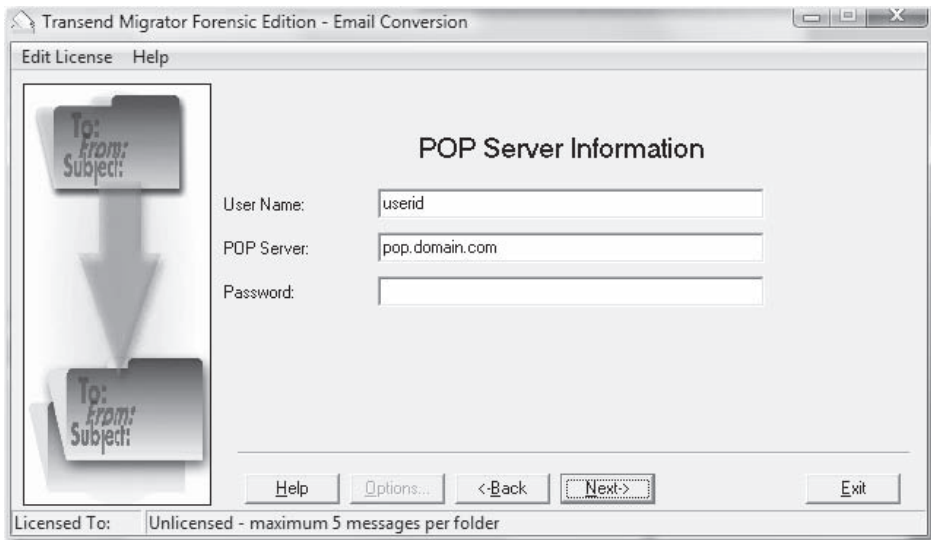 Transend Migrator Forensic Edition - Email Conversion
Edit License Help
To:
From:
Subject:
POP Server Information
User Name: userid
POP Server: pop.domain.com
Password:
To:
From:
Subject:
Help Options... <-Back Next-> Exit
Licensed To: Unlicensed - maximum 5 messages per folder